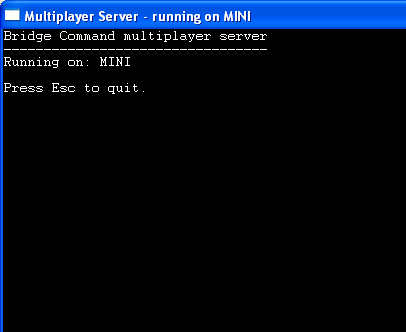 Multiplayer Server - running on MINI
Bridge Command multiplayer server
---------------------------------
Running on: MINI
Press Esc to quit.